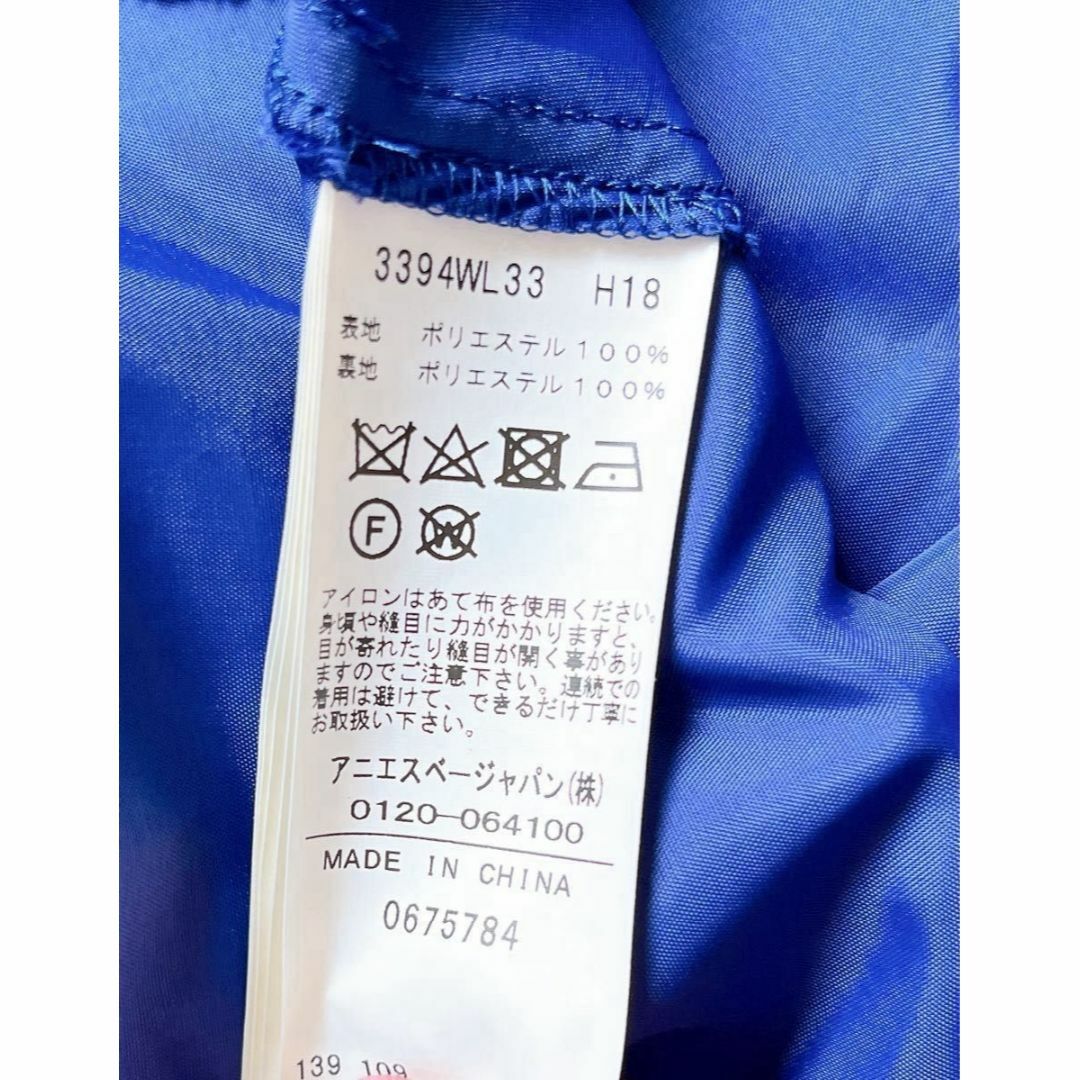 3394WL33 H18
表地 ポリエステル100%
裏地 ポリエステル100%
F W
アイロンはあて布を使用ください。
身頃や縫目に力がかかりますと、
目が寄れたり縫目が開く事があり
ますのでご注意下さい。連続での
着用は避けて、できるだけ丁寧に
お取扱い下さい。
アニエスベージャパン(株)
0120-064100
MADE IN CHINA
0675784
139 109